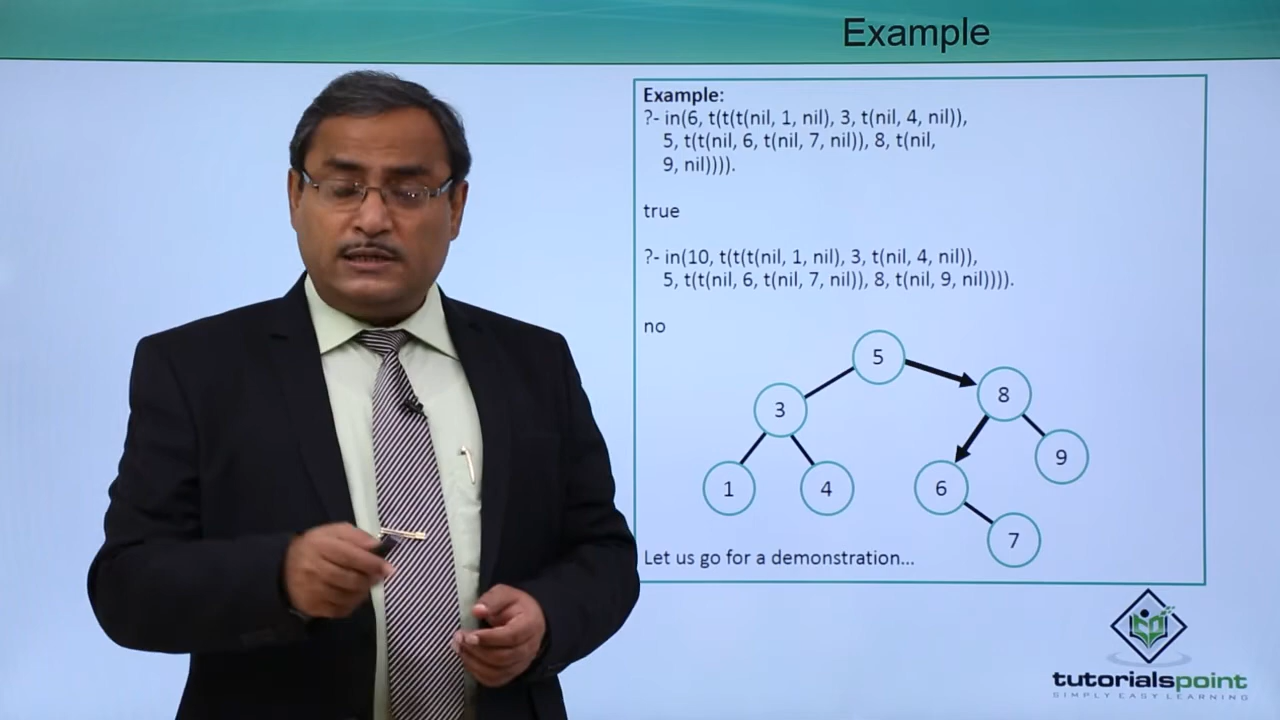 Example
Example:
?- in(6, t(t(t(nil, 1, nil), 3, t(nil, 4, nil)),
5, t(t(nil, 6, t(nil, 7, nil)), 8, t(nil,
9, nil)))).
true
?- in(10, t(t(t(nil, 1, nil), 3, t(nil, 4, nil)),
5, t(t(nil, 6, t(nil, 7, nil)), 8, t(nil, 9, nil)))).
no
5
3
8
1
4
6
9
7
Let us go for a demonstration...
tutorialspoint
SIMPLY EASY LEARNING